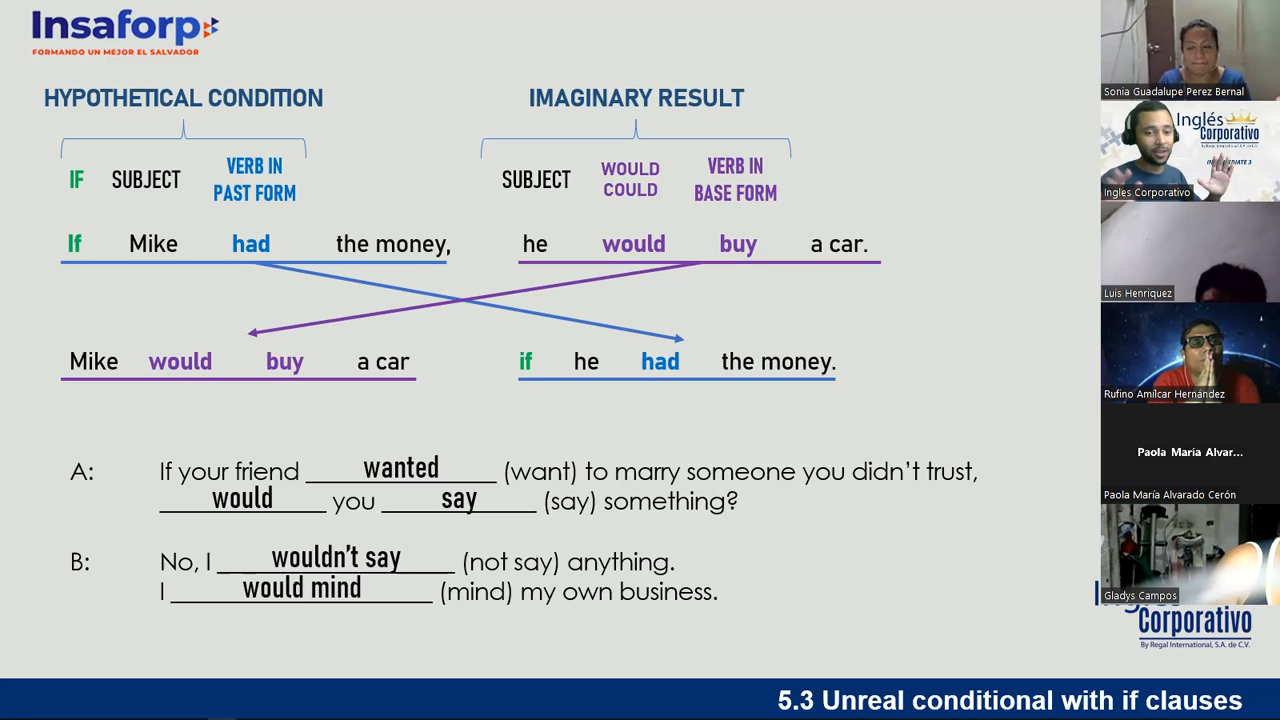 Insaforp
FORMANDO UN MEJOR EL SALVADOR
HYPOTHETICAL CONDITION
IMAGINARY RESULT
IF SUBJECT VERB IN PAST FORM
SUBJECT WOULD COULD VERB IN BASE FORM
If Mike had the money, he would buy a car.
Mike would buy a car if he had the money.
A: If your friend wanted (want) to marry someone you didn't trust,
would you say (say) something?
B: No, I wouldn't say (not say) anything.
I would mind (mind) my own business.
5.3 Unreal conditional with if clauses
Sonia Guadalupe Perez Bernal
Inglés
Corporativo
By Regal International, S.A. de C.V.
Ingles Corporativo
Luis Henriquez
Rufino Amílcar Hernández
Paola Maria Alvar...
Paola María Alvarado Cerón
Gladys Campos
Corporativo
By Regal International, S.A. de C.V.